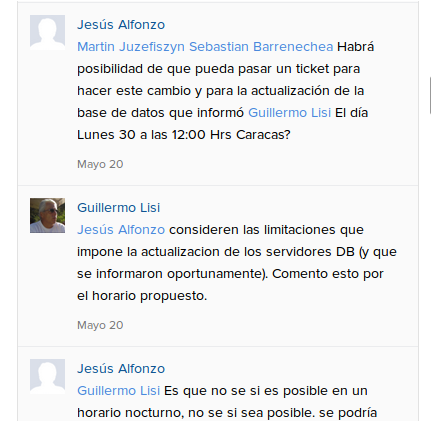 Jesús Alfonzo
Martin Juzefiszyn Sebastian Barrenechea Habrá
posibilidad de que pueda pasar un ticket para
hacer este cambio y para la actualización de la
base de datos que informó Guillermo Lisi El día
Lunes 30 a las 12:00 Hrs Caracas?
Mayo 20
Guillermo Lisi
Jesús Alfonzo consideren las limitaciones que
impone la actualizacion de los servidores DB (y que
se informaron oportunamente). Comento esto por
el horario propuesto.
Mayo 20
Jesús Alfonzo
Guillermo Lisi Es que no se si es posible en un
horario nocturno, no se si sea posible. se podría